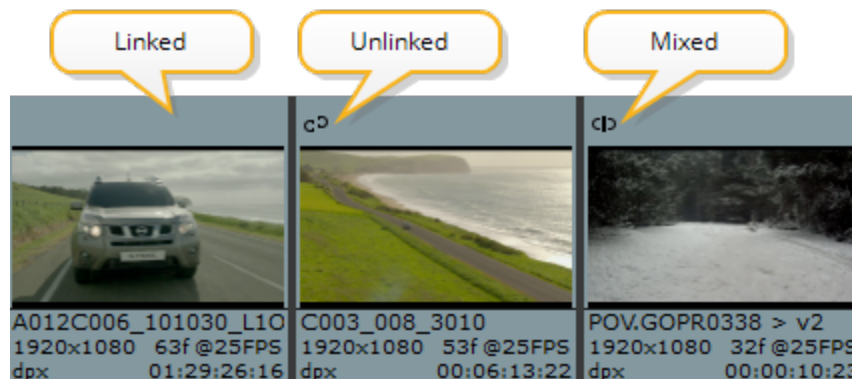 Linked
Unlinked
Mixed
A012C006_101030_L1O
1920x1080 63f @25FPS
dpx 01:29:26:16
C003_008_3010
1920x1080 53f @25FPS
dpx 00:06:13:22
POV.GOPR0338 > v2
1920x1080 32f @25FPS
dpx 00:00:10:23